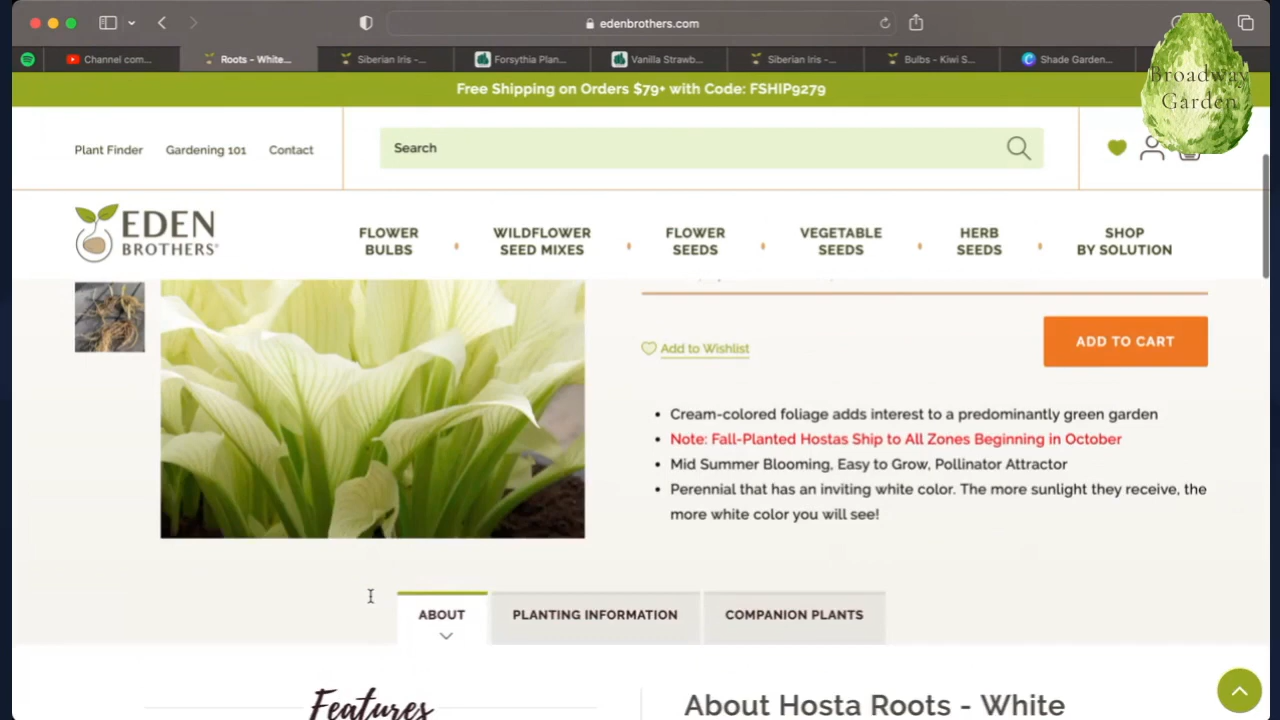 edenbrothers.com
Channel com...
Roots - White...
Siberian Iris -...
Forsythia Plan...
Vanilla Strawb...
Siberian Iris -...
Bulbs - Kiwi S...
Shade Garden...
Broadway
Garden
Free Shipping on Orders $79+ with Code: FSHIP9279
Plant Finder
Gardening 101
Contact
Search
EDEN
BROTHERS®
FLOWER
BULBS
WILDFLOWER
SEED MIXES
FLOWER
SEEDS
VEGETABLE
SEEDS
HERB
SEEDS
SHOP
BY SOLUTION
Add to Wishlist
ADD TO CART
• Cream-colored foliage adds interest to a predominantly green garden
• Note: Fall-Planted Hostas Ship to All Zones Beginning in October
• Mid Summer Blooming, Easy to Grow, Pollinator Attractor
• Perennial that has an inviting white color. The more sunlight they receive, the
more white color you will see!
ABOUT
PLANTING INFORMATION
COMPANION PLANTS
Features
About Hosta Roots - White